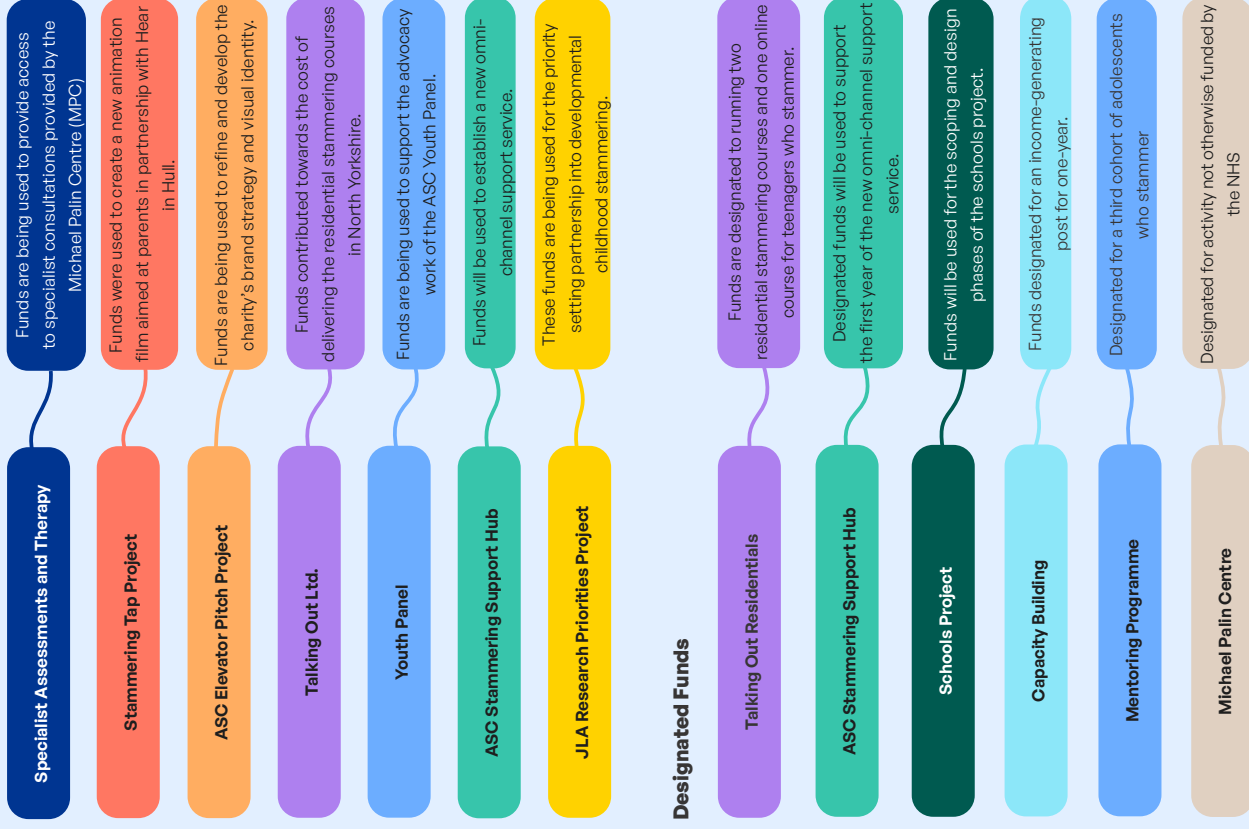 Specialist Assessments and Therapy
Funds are being used to provide access
to specialist consultations provided by the
Michael Palin Centre (MPC)
Stammering Tap Project
Funds were used to create a new animation
film aimed at parents in partnership with Hear
in Hull.
ASC Elevator Pitch Project
Funds are being used to refine and develop the
charity's brand strategy and visual identity.
Talking Out Ltd.
Funds contributed towards the cost of
delivering the residential stammering courses
in North Yorkshire.
Youth Panel
Funds are being used to support the advocacy
work of the ASC Youth Panel.
ASC Stammering Support Hub
Funds will be used to establish a new omni-
channel support service.
JLA Research Priorities Project
These funds are being used for the priority
setting partnership into developmental
childhood stammering.
Designated Funds
Talking Out Residentials
Funds are designated to running two
residential stammering courses and one online
course for teenagers who stammer.
ASC Stammering Support Hub
Designated funds will be used to support
the first year of the new omni-channel support
service.
Schools Project
Funds will be used for the scoping and design
phases of the schools project.
Capacity Building
Funds designated for an income-generating
post for one-year.
Mentoring Programme
Designated for a third cohort of adolescents
who stammer
Michael Palin Centre
Designated for activity not otherwise funded by
the NHS